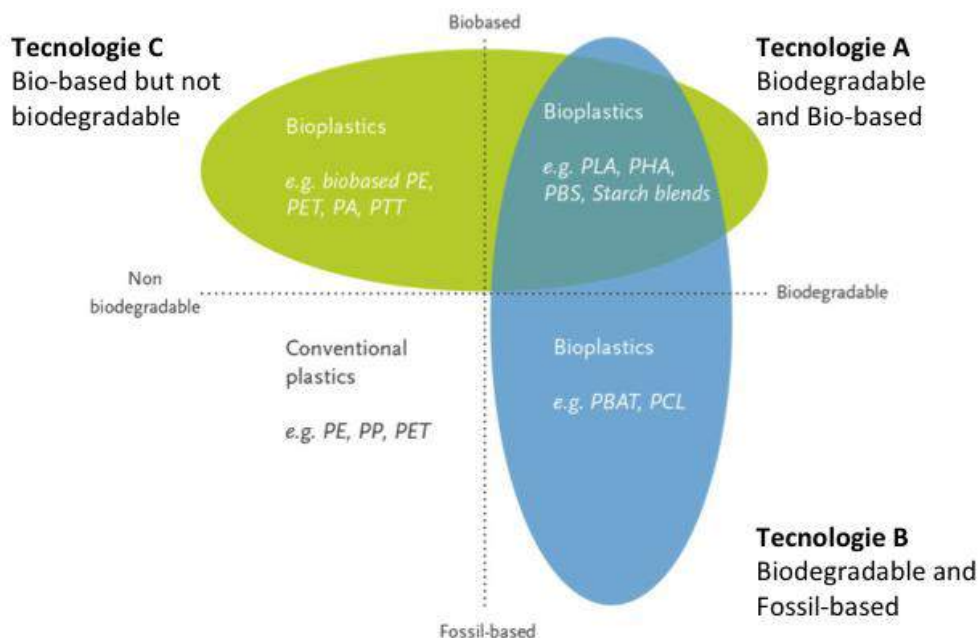 Biobased
Tecnologie C
Bio-based but not
biodegradable
Tecnologie A
Biodegradable
and Bio-based
Bioplastics
e.g. biobased PE,
PET, PA, PTT
Bioplastics
e.g. PLA, PHA,
PBS, Starch blends
Non
biodegradable
Biodegradable
Conventional
plastics
e.g. PE, PP, PET
Bioplastics
e.g. PBAT, PCL
Tecnologie B
Biodegradable and
Fossil-based
Fossil-based